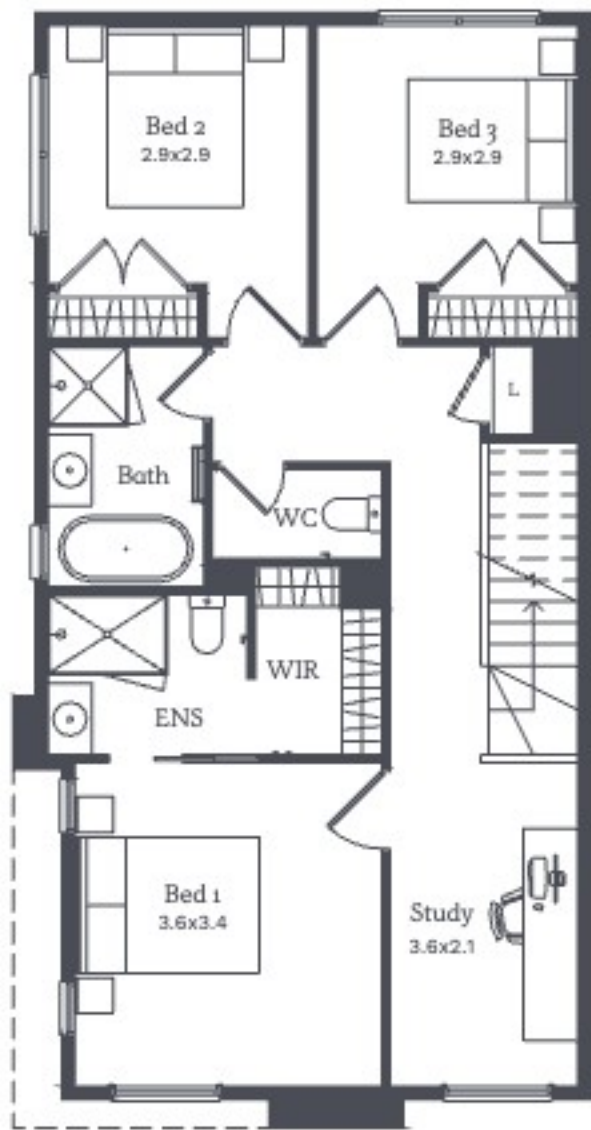 Bed 2
2.9x2.9
Bed 3
2.9x2.9
L
Bath
WC
WIR
ENS
Bed 1
3.6x3.4
Study
3.6x2.1